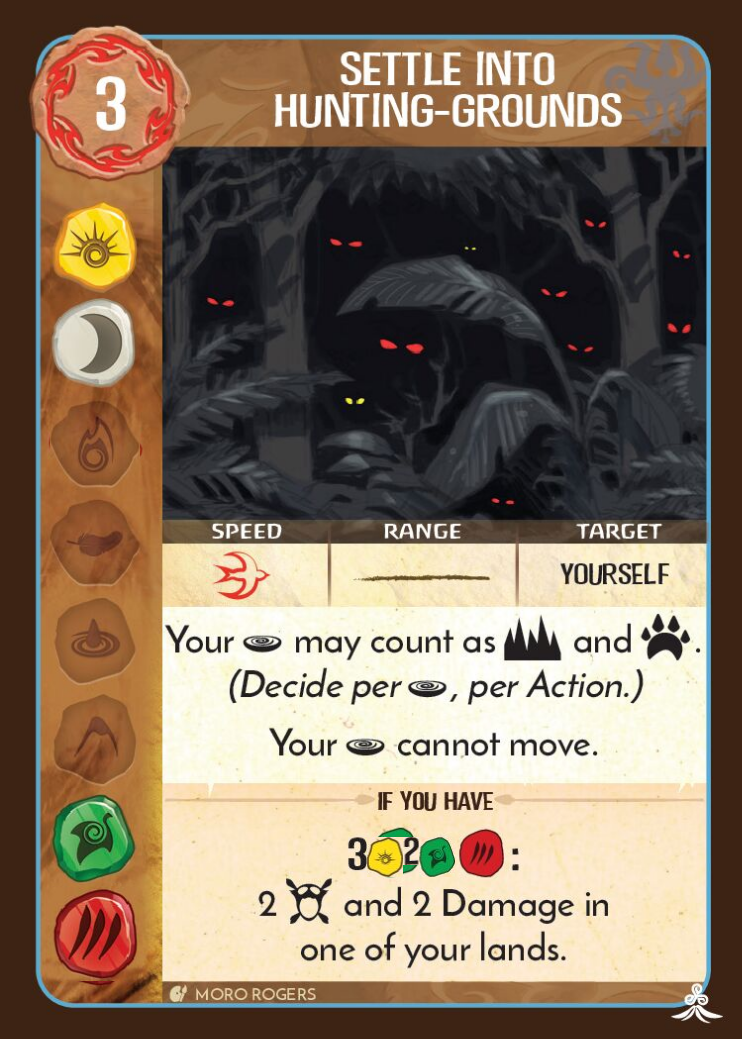 3
SETTLE INTO
HUNTING-GROUNDS
SPEED RANGE TARGET
YOURSELF
Your may count as and .
(Decide per , per Action.)
Your cannot move.
IF YOU HAVE
3 2 :
2 and 2 Damage in
one of your lands.
MORO ROGERS